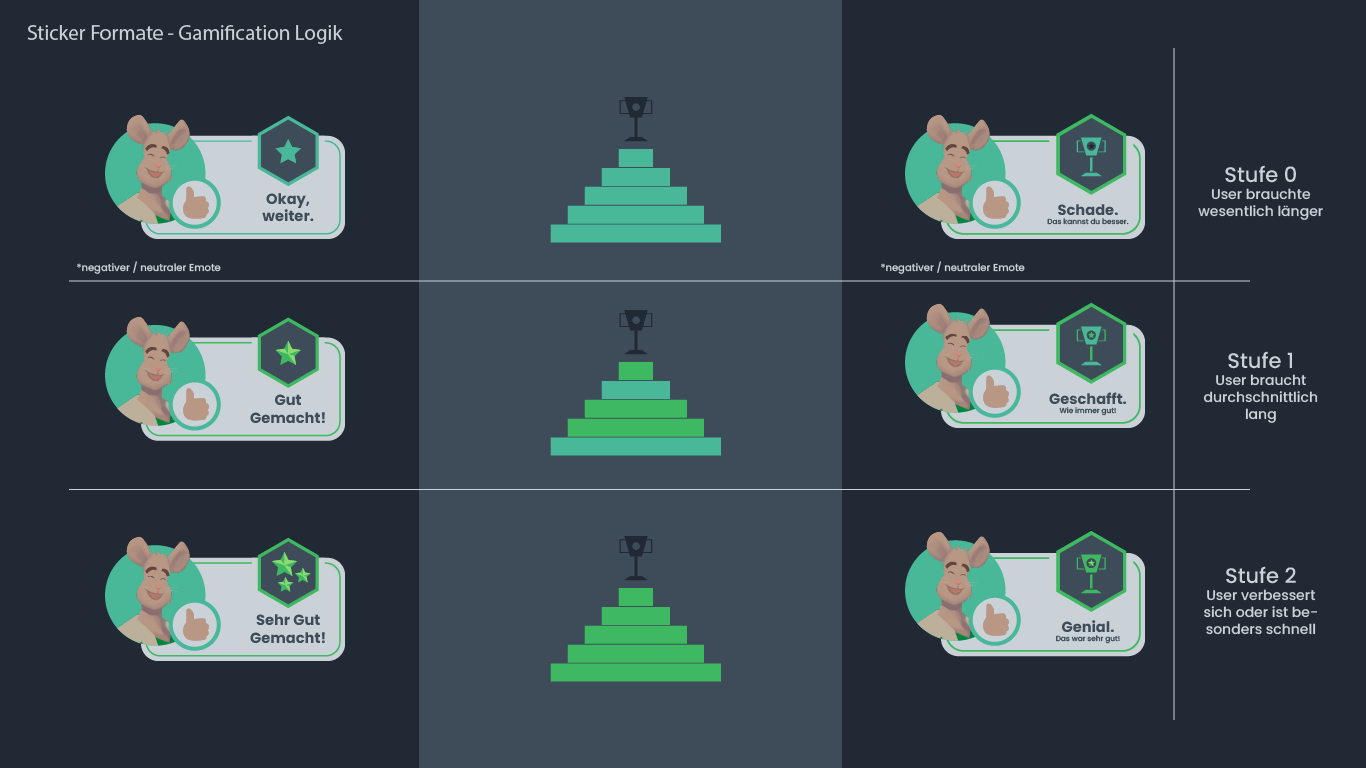 Sticker Formate - Gamification Logik
Okay,
weiter.
*negativer / neutraler Emote
Schade.
Das kannst du besser.
*negativer / neutraler Emote
Stufe 0
User brauchte
wesentlich länger
Gut
Gemacht!
Geschafft.
Wie immer gut!
Stufe 1
User braucht
durchschnittlich
lang
Sehr Gut
Gemacht!
Genial.
Das war sehr gut!
Stufe 2
User verbessert
sich oder ist be-
sonders schnell